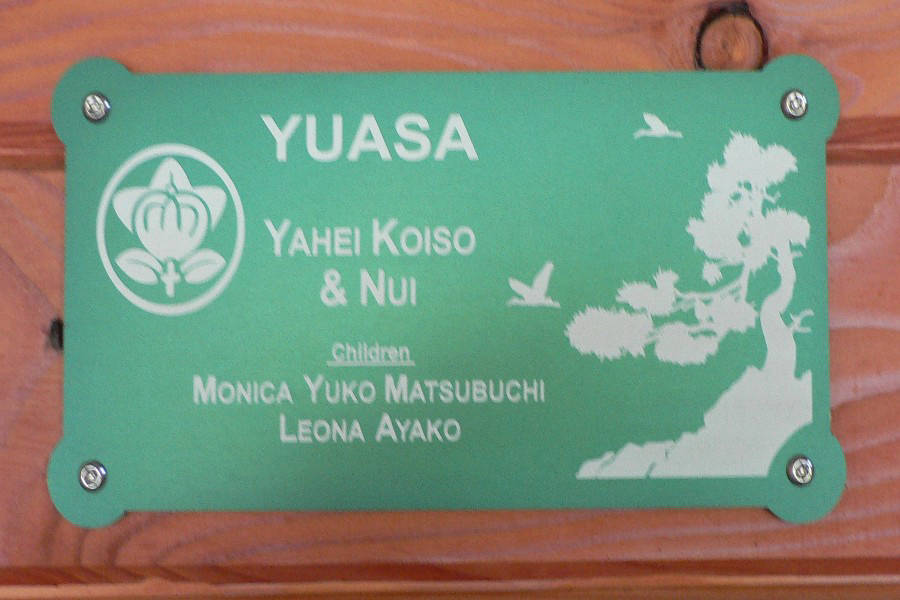 YUASA
YAHEI KOISO
& NUI
Children
MONICA YUKO MATSUBUCHI
LEONA AYAKO